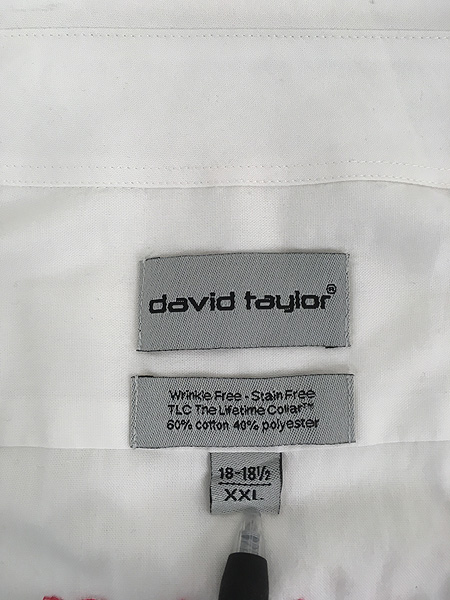 david taylor®
Wrinkle Free - Stain Free
TLC The Lifetime Collar™
60% cotton 40% polyester
18-18½
XXL